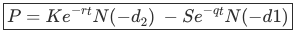 P = Ke^{-rt}N(-d_2) - Se^{-qt}N(-d1)